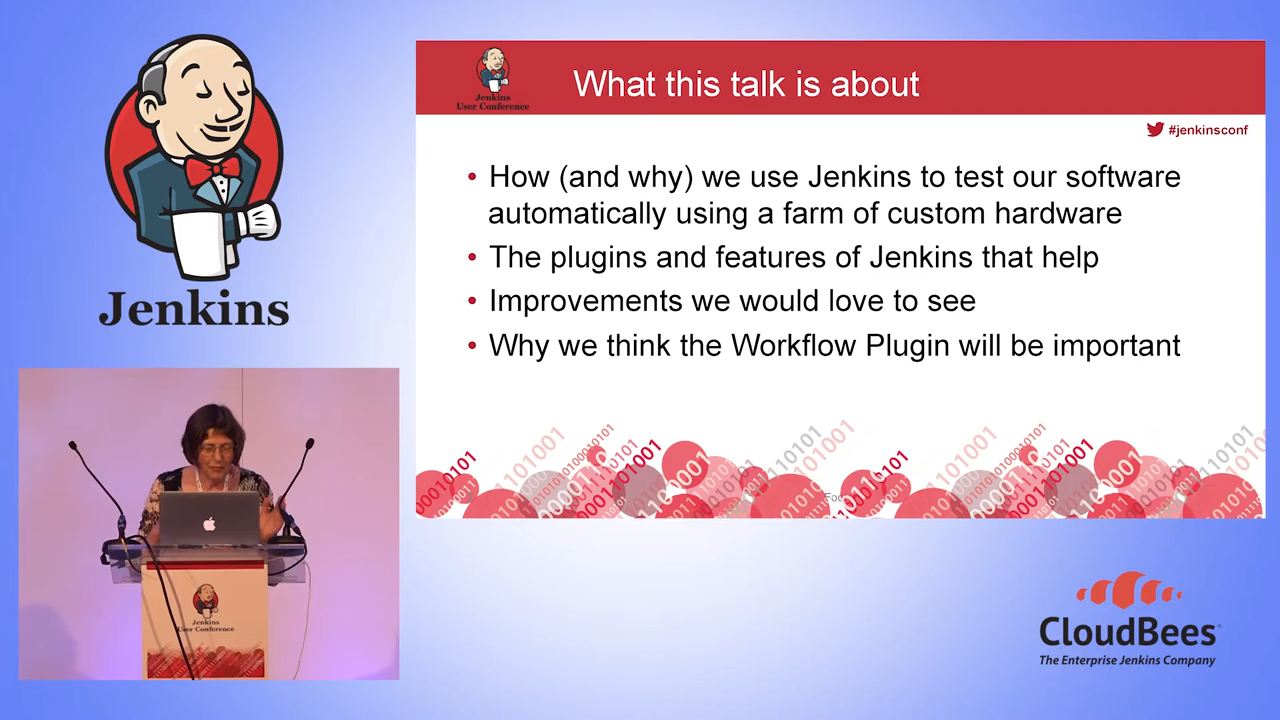 Jenkins
Jenkins
User Conference
What this talk is about
#jenkinsconf
• How (and why) we use Jenkins to test our software
automatically using a farm of custom hardware
• The plugins and features of Jenkins that help
• Improvements we would love to see
• Why we think the Workflow Plugin will be important
Jenkins
User Conference
CloudBees
The Enterprise Jenkins Company